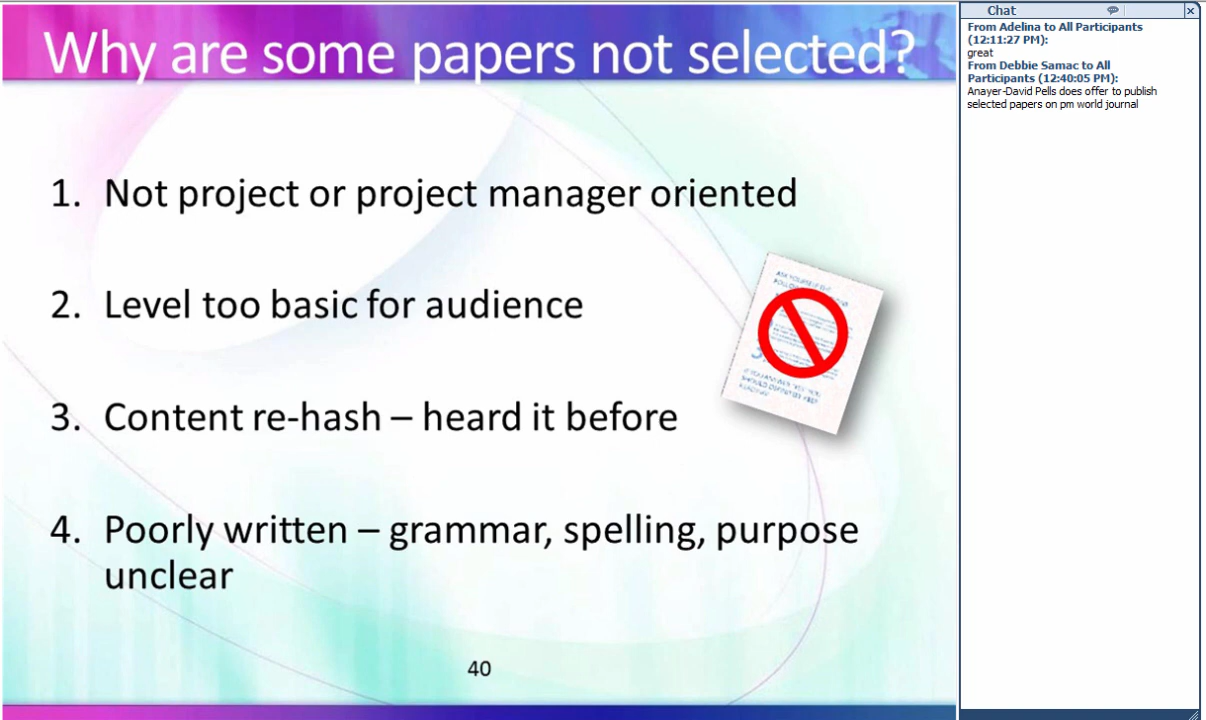 Why are some papers not selected?
1. Not project or project manager oriented
2. Level too basic for audience
3. Content re-hash – heard it before
4. Poorly written – grammar, spelling, purpose
unclear
40
Chat
From Adelina to All Participants
(12:11:27 PM):
great
From Debbie Samac to All
Participants (12:40:05 PM):
Anayer-David Pells does offer to publish
selected papers on pm world journal